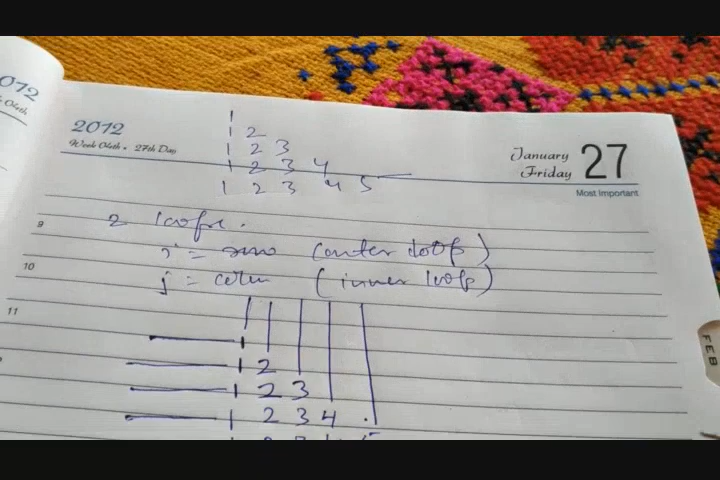 2012
Week 04th • 27th Day
January
Friday
27
Most Important
1
1 2
1 2 3
1 2 3 4
1 2 3 4 5
9
2 loops.
i = row (outer loop)
10
j = colu (inner loop)
11
1
1 2
1 2 3
1 2 3 4
FEB